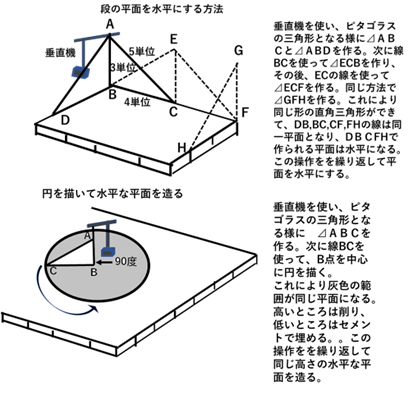 段の平面を水平にする方法
A
垂直機
5単位
3単位
E
G
B
4単位
D
C
F
H
垂直機を使い、ピタゴラス
の三角形となる様に⊿ＡＢ
Ｃと⊿ＡＢＤを作る。次に線
BCを使って⊿ECBを作り、
その後、ECの線を使って
⊿ECFを作る。同じ方法で
⊿GFHを作る。これにより
同じ形の直角三角形ができ
て、DB,BC,CF,FHの線は同
一平面となり、ＤＢＣＦＨで
作られる平面は水平になる。
この操作をを繰り返して平
面を水平にする。
円を描いて水平な平面を造る
A
C
B
90度
垂直機を使い、ピタ
ゴラスの三角形とな
る様に　⊿ＡＢＣを
作る。次に線BCを
使って、B点を中心
に円を描く。
これにより灰色の範
囲が同じ平面になる。
高いところは削り、
低いところはセメン
トで埋める。。この
操作をを繰り返して
同じ高さの水平な平
面を造る。